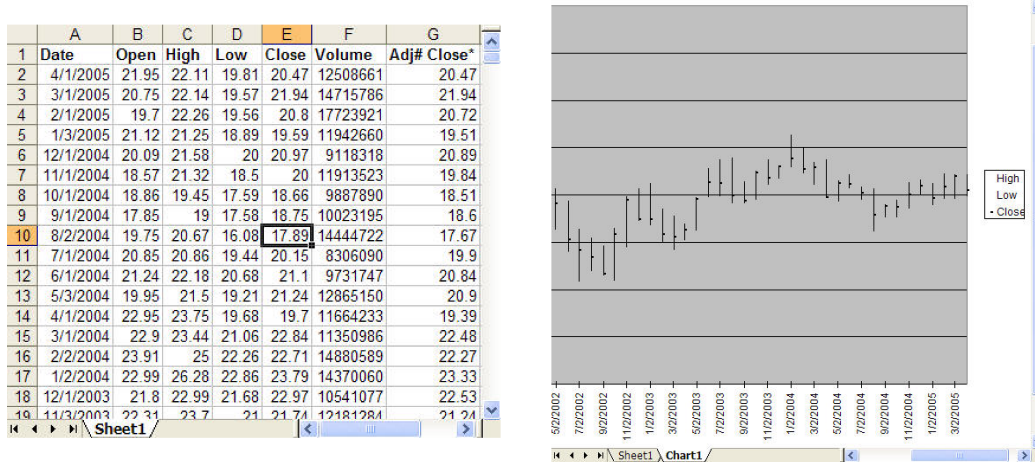 A B C D E F G
1 Date Open High Low Close Volume Adj# Close*
2 4/1/2005 21.95 22.11 19.81 20.47 12508661 20.47
3 3/1/2005 20.75 22.14 19.57 21.94 14715786 21.94
4 2/1/2005 19.7 22.26 19.56 20.8 17723921 20.72
5 1/3/2005 21.12 21.25 18.89 19.59 11942660 19.51
6 12/1/2004 20.09 21.58 20 20.97 9118318 20.89
7 11/1/2004 18.57 21.32 18.5 20 11913523 19.84
8 10/1/2004 18.86 19.45 17.59 18.66 9887890 18.51
9 9/1/2004 17.85 19 17.58 18.75 10023195 18.6
10 8/2/2004 19.75 20.67 16.08 17.89 14444722 17.67
11 7/1/2004 20.85 20.86 19.44 20.15 8306090 19.9
12 6/1/2004 21.24 22.18 20.68 21.1 9731747 20.84
13 5/3/2004 19.95 21.5 19.21 21.24 12865150 20.9
14 4/1/2004 22.95 23.75 19.68 19.7 11664233 19.39
15 3/1/2004 22.9 23.44 21.06 22.84 11350986 22.48
16 2/2/2004 23.91 25 22.26 22.71 14880589 22.27
17 1/2/2004 22.99 26.28 22.86 23.79 14370060 23.33
18 12/1/2003 21.8 22.99 21.68 22.97 10541077 22.53
19 11/3/2003 22.31 23.7 21 21.74 12181284 21.24
Sheet1
High
Low
Close
5/2/2002 7/2/2002 9/2/2002 11/2/2002 1/2/2003 3/2/2003 5/2/2003 7/2/2003 9/2/2003 11/2/2003 1/2/2004 3/2/2004 5/2/2004 7/2/2004 9/2/2004 11/2/2004 1/2/2005 3/2/2005
Sheet1 Chart1